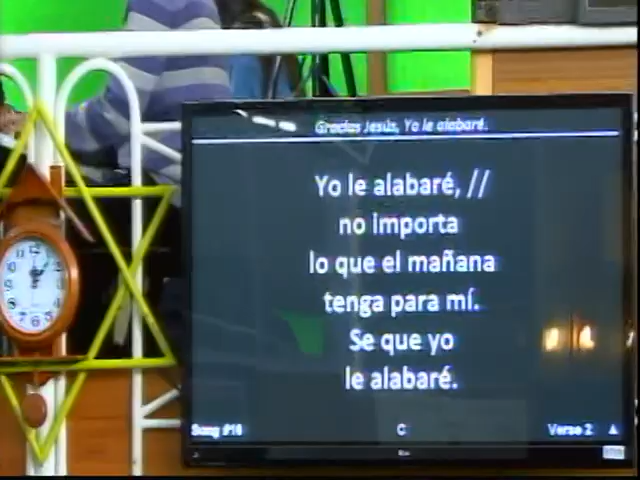 Gracias Jesús, Yo le alabaré.
Yo le alabaré, //
no importa
lo que el mañana
tenga para mí.
Se que yo
le alabaré.
Song #16 C Verse 2